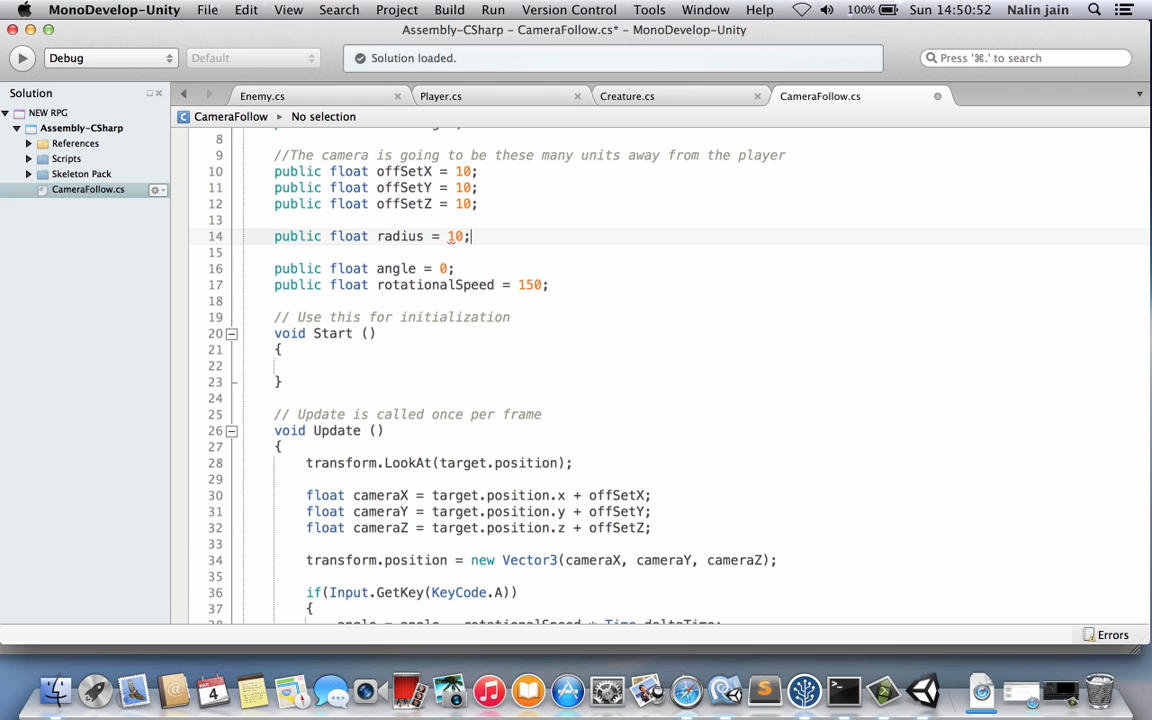 MonoDevelop-Unity File Edit View Search Project Build Run Version Control Tools Window Help 100% Sun 14:50:52 Nalin jain
Assembly-CSharp - CameraFollow.cs* - MonoDevelop-Unity
Debug Default Solution loaded. Press '⌘.' to search
Solution
NEW RPG
Assembly-CSharp
References
Scripts
Skeleton Pack
CameraFollow.cs
Enemy.cs Player.cs Creature.cs CameraFollow.cs
CameraFollow ▸ No selection
8
9 //The camera is going to be these many units away from the player
10 public float offSetX = 10;
11 public float offSetY = 10;
12 public float offSetZ = 10;
13
14 public float radius = 10;
15
16 public float angle = 0;
17 public float rotationalSpeed = 150;
18
19 // Use this for initialization
20 void Start ()
21 {
22
23 }
24
25 // Update is called once per frame
26 void Update ()
27 {
28 transform.LookAt(target.position);
29
30 float cameraX = target.position.x + offSetX;
31 float cameraY = target.position.y + offSetY;
32 float cameraZ = target.position.z + offSetZ;
33
34 transform.position = new Vector3(cameraX, cameraY, cameraZ);
35
36 if(Input.GetKey(KeyCode.A))
37 {
38 angle = angle rotationalSpeed * Time.deltaTime;
Errors
4